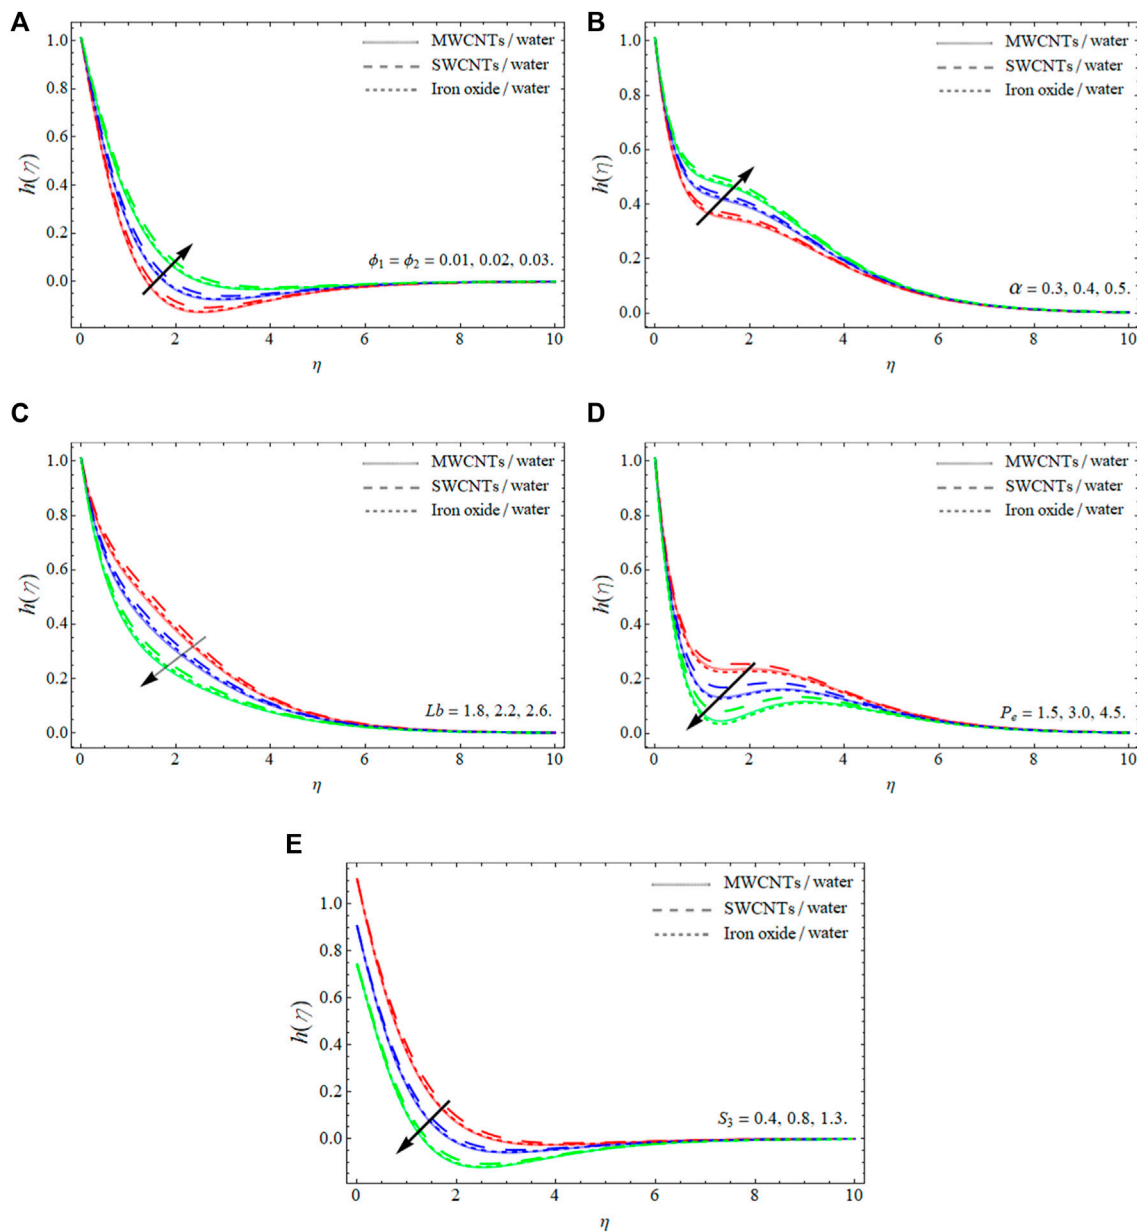 A
MWCNTs/water
SWCNTs/water
Iron oxide/water
1.0
0.8
0.6
0.4
0.2
0.0
h(η)
ϕ₁ = ϕ₂ = 0.01, 0.02, 0.03.
0 2 4 6 8 10
η
B
MWCNTs/water
SWCNTs/water
Iron oxide/water
1.0
0.8
0.6
0.4
0.2
0.0
h(η)
α = 0.3, 0.4, 0.5.
0 2 4 6 8 10
η
C
MWCNTs/water
SWCNTs/water
Iron oxide/water
1.0
0.8
0.6
0.4
0.2
0.0
h(η)
Lb = 1.8, 2.2, 2.6.
0 2 4 6 8 10
η
D
MWCNTs/water
SWCNTs/water
Iron oxide/water
1.0
0.8
0.6
0.4
0.2
0.0
h(η)
Pₑ = 1.5, 3.0, 4.5.
0 2 4 6 8 10
η
E
MWCNTs/water
SWCNTs/water
Iron oxide/water
1.0
0.8
0.6
0.4
0.2
0.0
h(η)
S₃ = 0.4, 0.8, 1.3.
0 2 4 6 8 10
η